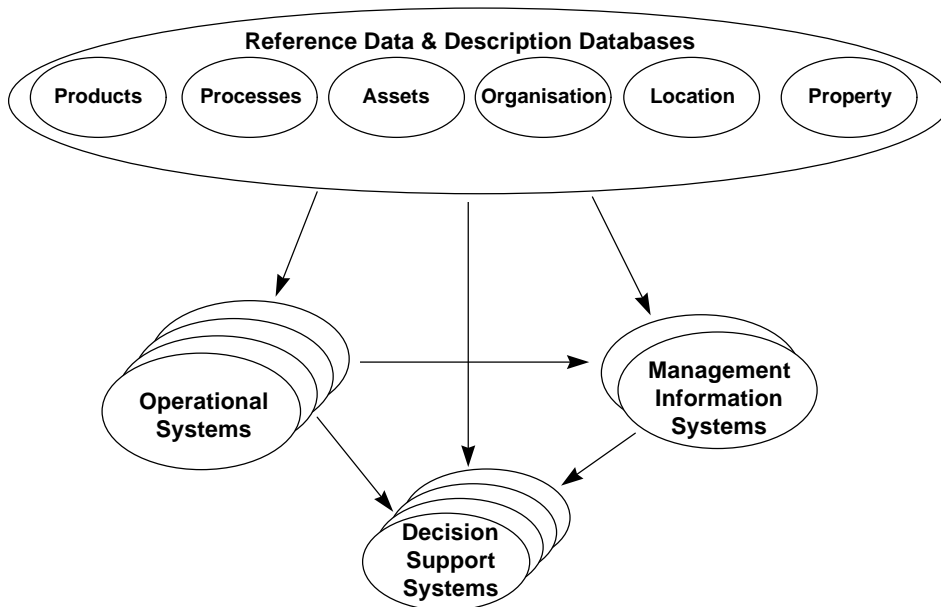 Reference Data & Description Databases
Products Processes Assets Organisation Location Property
Operational
Systems
Management
Information
Systems
Decision
Support
Systems